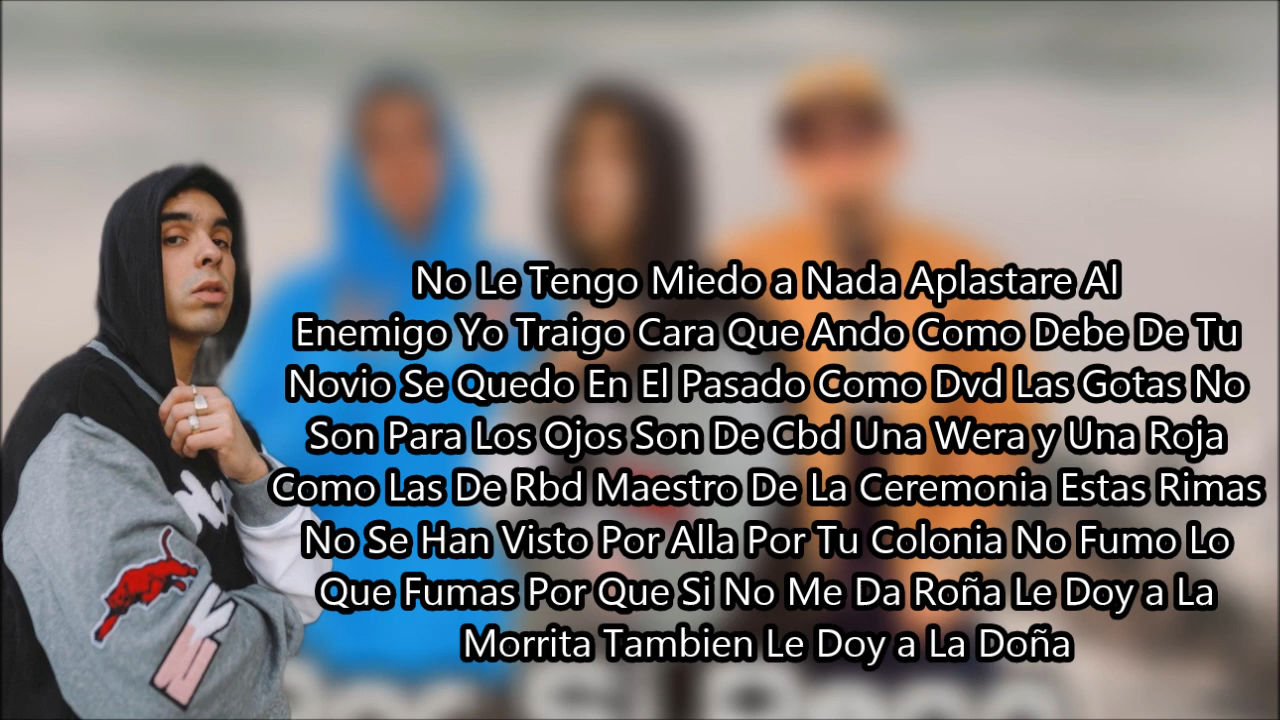 No Le Tengo Miedo a Nada Aplastare Al
Enemigo Yo Traigo Cara Que Ando Como Debe De Tu
Novio Se Quedo En El Pasado Como Dvd Las Gotas No
Son Para Los Ojos Son De Cbd Una Wera y Una Roja
Como Las De Rbd Maestro De La Ceremonia Estas Rimas
No Se Han Visto Por Alla Por Tu Colonia No Fumo Lo
Que Fumas Por Que Si No Me Da Roña Le Doy a La
Morrita Tambien Le Doy a La Doña